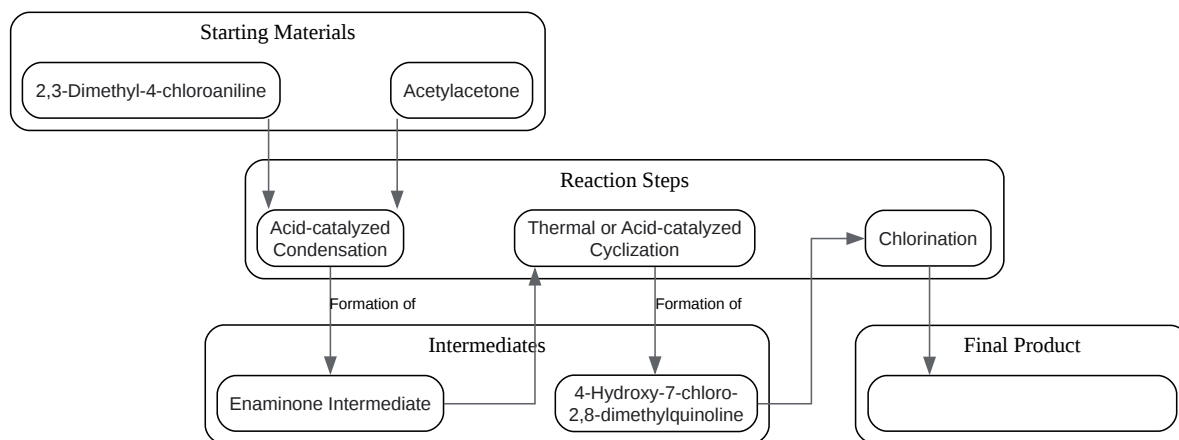 Starting Materials
2,3-Dimethyl-4-chloroaniline
Acetylacetone
Reaction Steps
Acid-catalyzed
Condensation
Thermal or Acid-catalyzed
Cyclization
Chlorination
Formation of
Formation of
Intermediates
Enaminone Intermediate
4-Hydroxy-7-chloro-
2,8-dimethylquinoline
Final Product